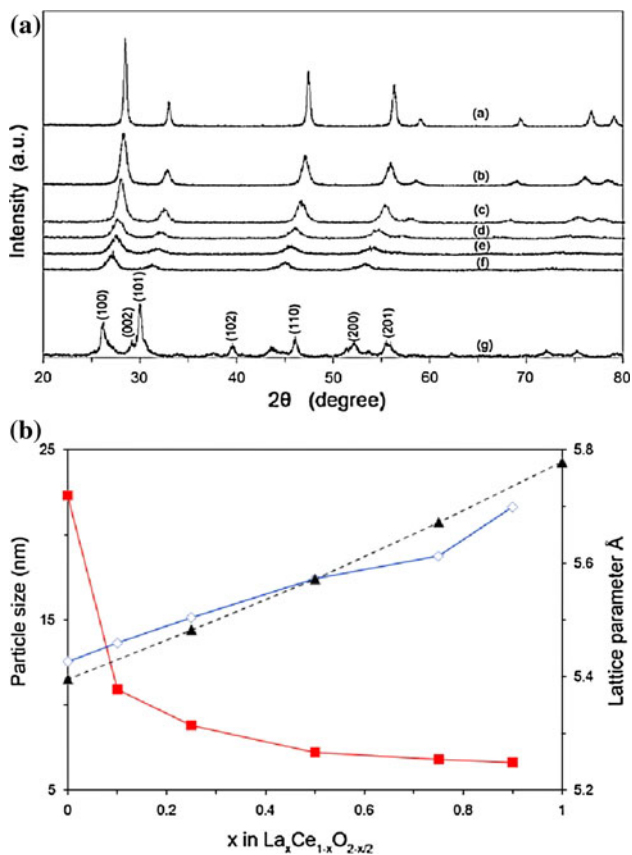 (a)
Intensity (a.u.)
(a)
(b)
(c)
(d)
(e)
(f)
(100)
(002)
(101)
(102)
(110)
(200)
(201)
(g)
20 30 40 50 60 70 80
2θ (degree)
(b)
25 5.8
5.6
15
5.4
5 5.2
Particle size (nm)
Lattice parameter Å
0 0.2 0.4 0.6 0.8 1
x in LaₓCe₁₋ₓO₂₋ₓ/₂